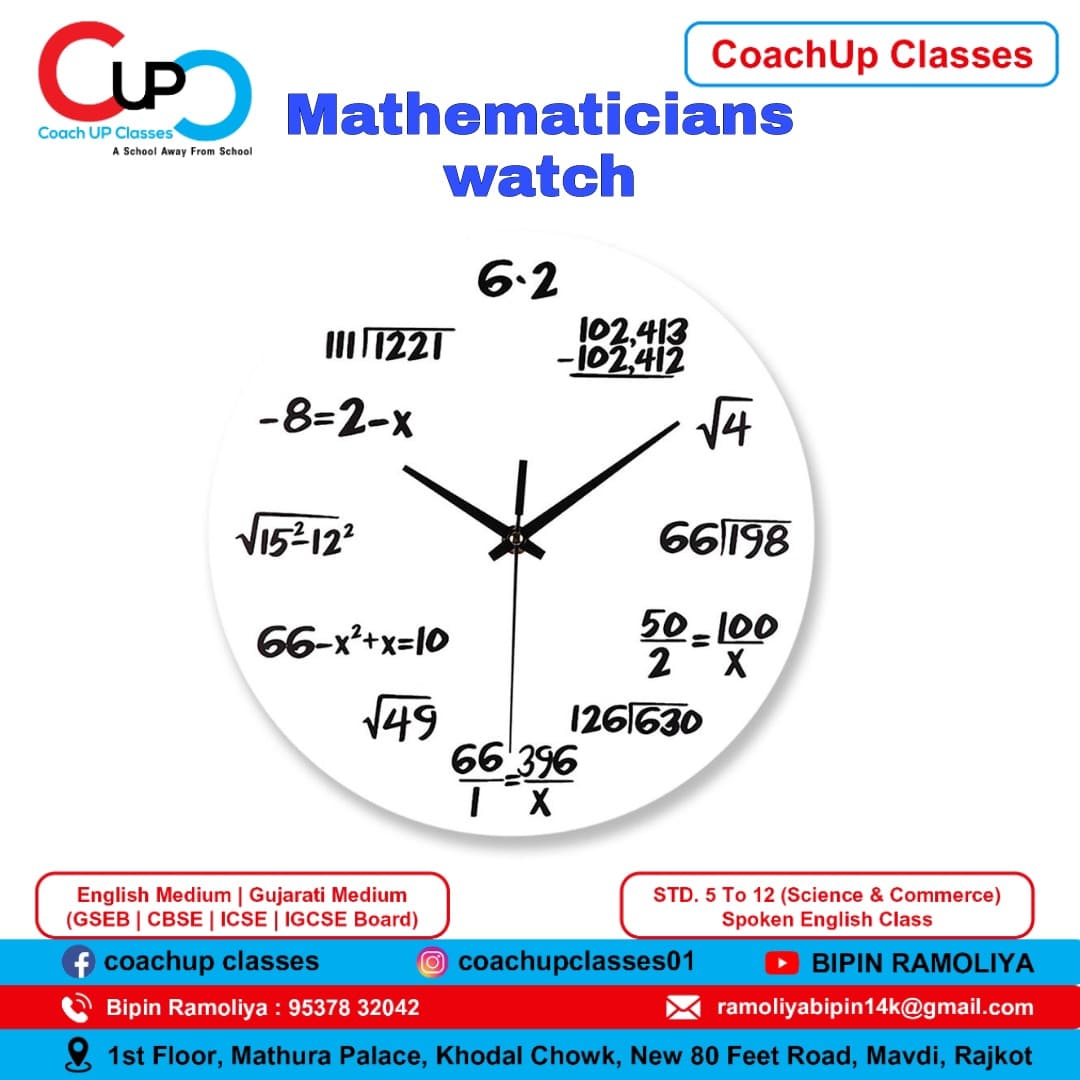 CUP
Coach UP Classes
A School Away From School
CoachUp Classes
Mathematicians
watch
6·2
102,413
-102,412
√4
66⟌198
50/2=100/x
126⟌630
66/1=396/x
√49
66-x²+x=10
√15²-12²
-8=2-x
111⟌1221
English Medium | Gujarati Medium
(GSEB | CBSE | ICSE | IGCSE Board)
STD. 5 To 12 (Science & Commerce)
Spoken English Class
coachup classes
coachupclasses01
BIPIN RAMOLIYA
Bipin Ramoliya : 95378 32042
ramoliyabipin14k@gmail.com
1st Floor, Mathura Palace, Khodal Chowk, New 80 Feet Road, Mavdi, Rajkot